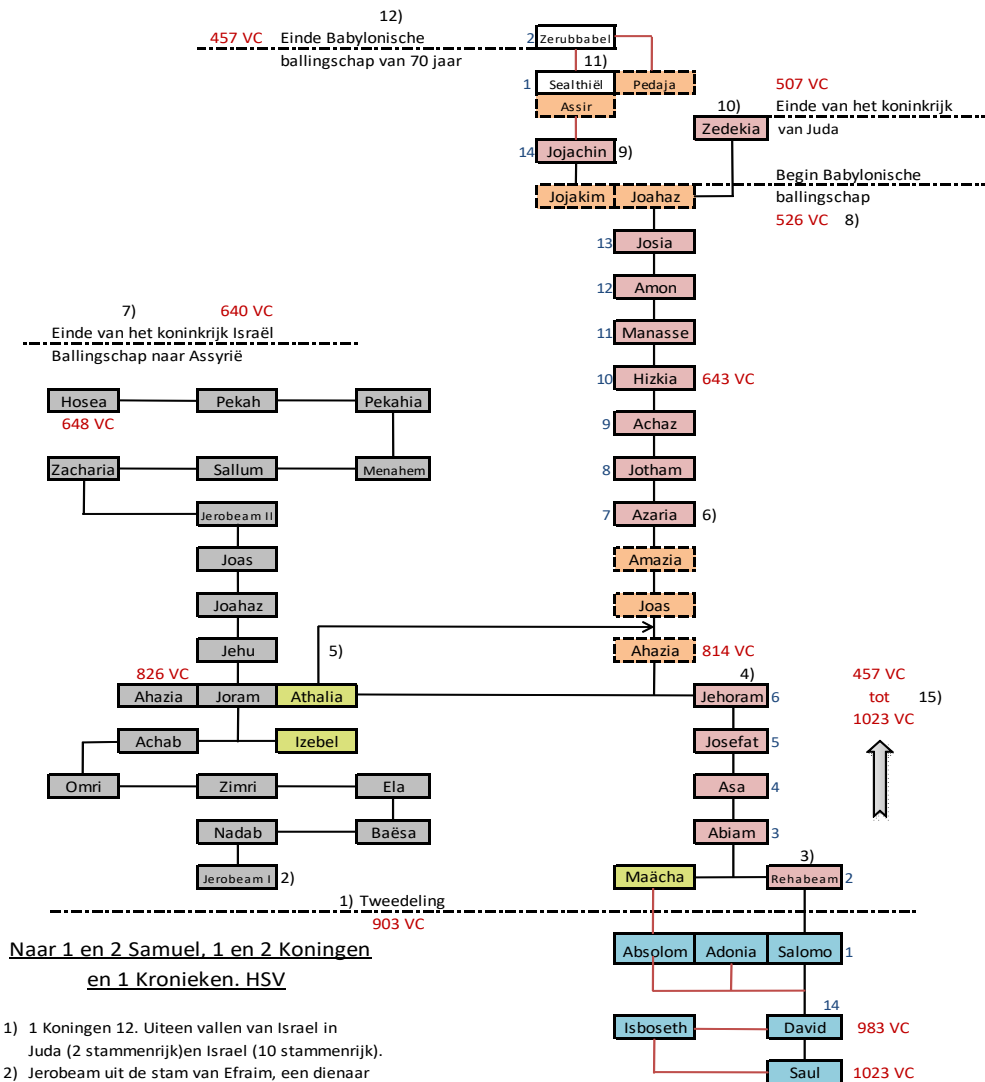 12)
457 VC Einde Babylonische
2 Zerubbabel
ballingschap van 70 jaar
11)
1 Sealthiël Pedaja
507 VC
Assir
10) Einde van het koninkrijk
Zedekia van Juda
14 Jojachin 9)
Begin Babylonische
Jojakim Joahaz ballingschap
526 VC 8)
13 Josia
12 Amon
7) 640 VC
Einde van het koninkrijk Israël
11 Manasse
Ballingschap naar Assyrië
10 Hizkia 643 VC
Hosea Pekah Pekahia
648 VC
9 Achaz
Zacharia Sallum Menahem
8 Jotham
Jerobeam II
7 Azaria 6)
Joas
Amazia
Joahaz
Joas
Jehu 5)
Ahazia 814 VC
826 VC
4) 457 VC
Ahazia Joram Athalia
Jehoram 6
tot 15)
1023 VC
Achab Izebel
Josefat 5
Omri Zimri Ela
Asa 4
Nadab Baësa
Abiam 3
3)
Jerobeam I 2)
Maächa Rehabeam 2
1) Tweedeling
903 VC
Naar 1 en 2 Samuel, 1 en 2 Koningen
en 1 Kronieken. HSV
Absolom Adonia Salomo 1
14
1) 1 Koningen 12. Uiteen vallen van Israel in
Juda (2 stammenrijk)en Israel (10 stammenrijk).
Isboseth David 983 VC
2) Jerobeam uit de stam van Efraim, een dienaar
Saul 1023 VC